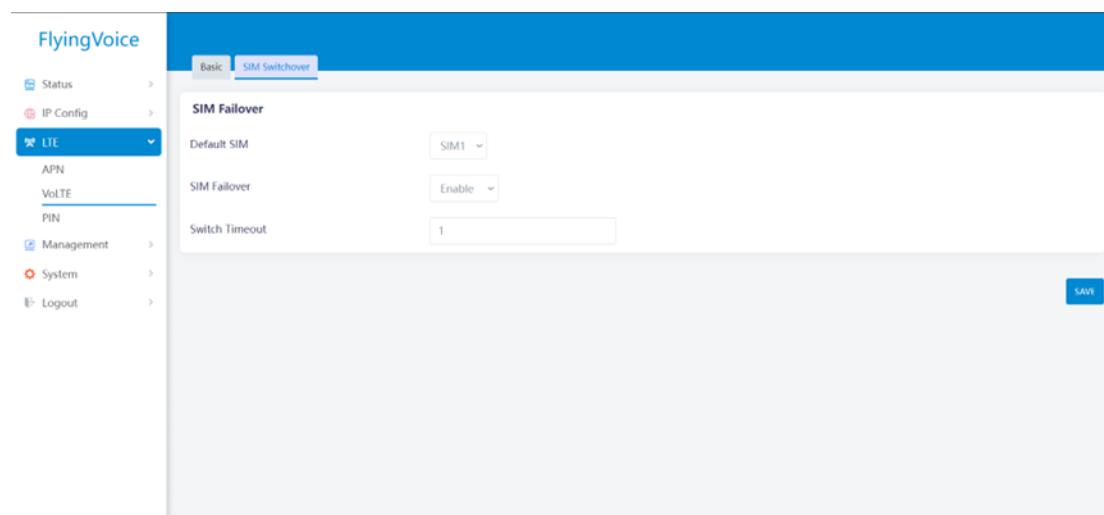 FlyingVoice
Basic
SIM Switchover
Status
IP Config
LTE
APN
VoLTE
PIN
Management
System
Logout
SIM Failover
Default SIM
SIM1
SIM Failover
Enable
Switch Timeout
1
SAVE